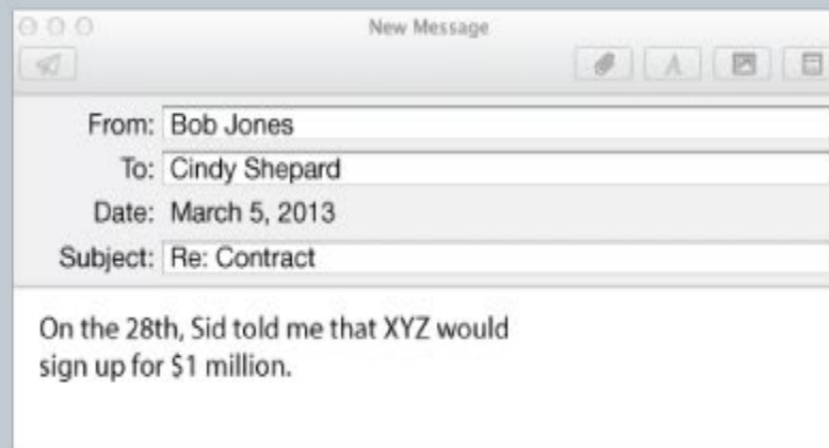 New Message
From: Bob Jones
To: Cindy Shepard
Date: March 5, 2013
Subject: Re: Contract
On the 28th, Sid told me that XYZ would
sign up for $1 million.